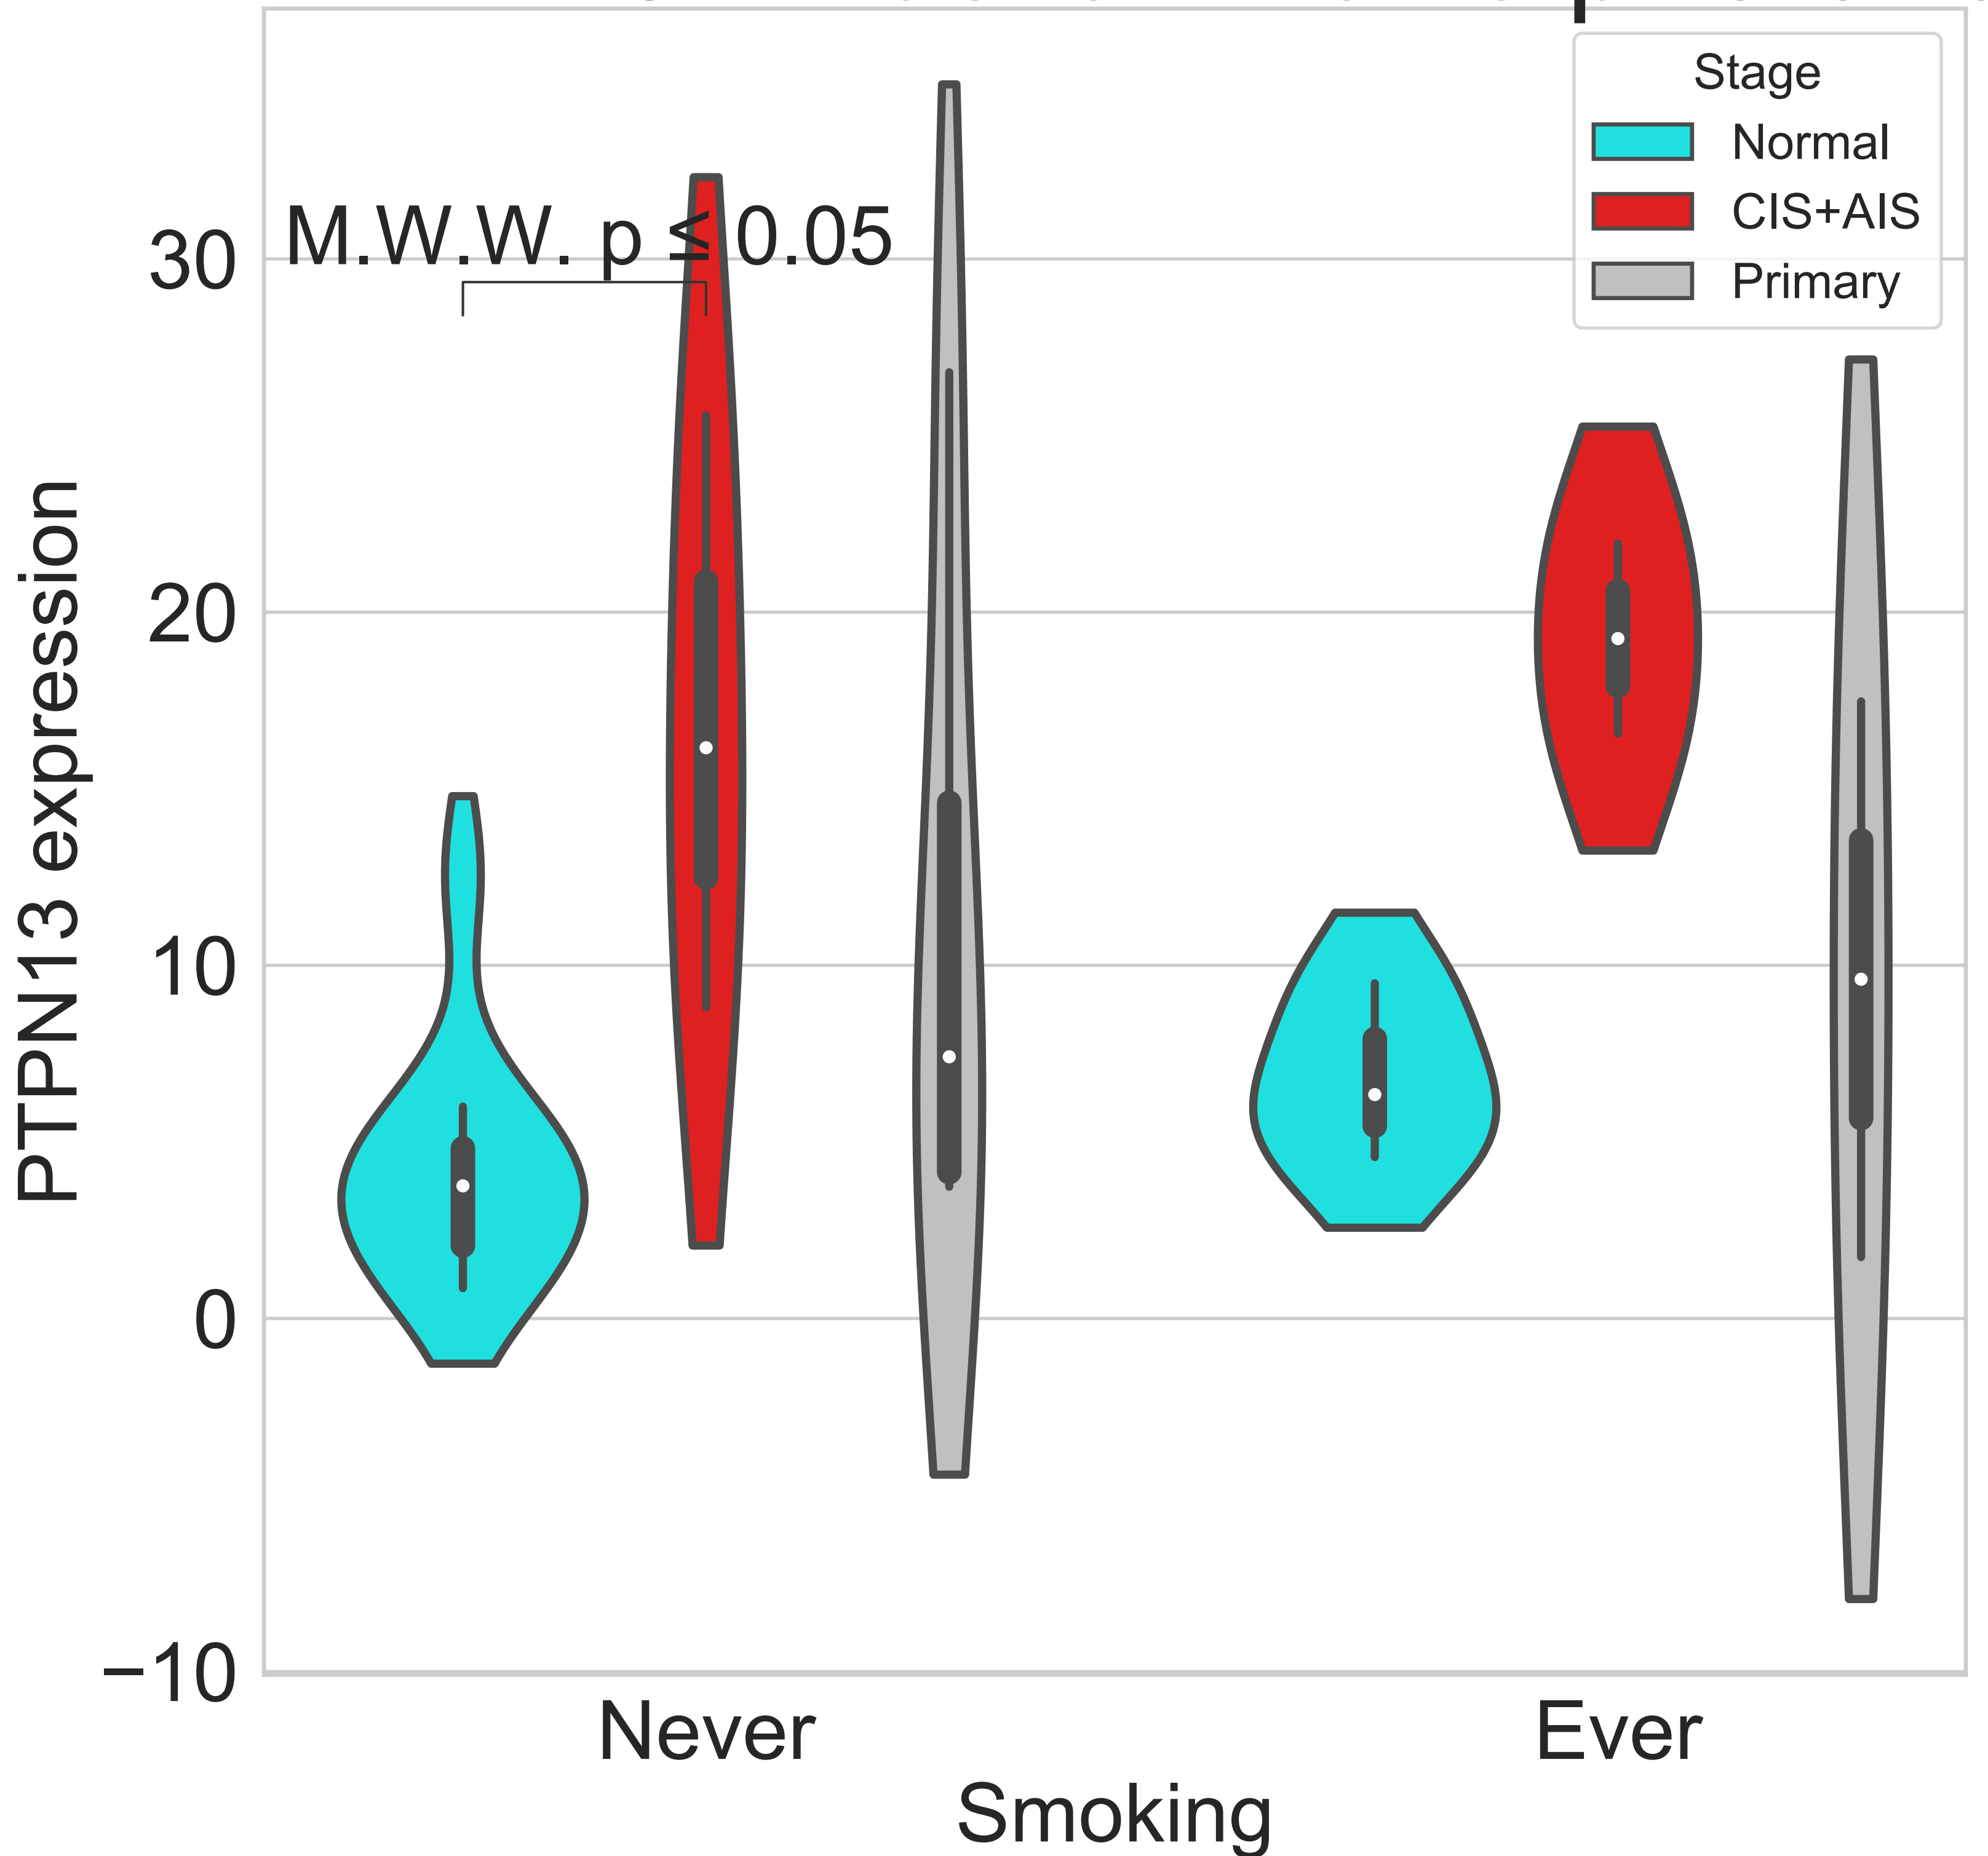 Stage
Normal
CIS+AIS
Primary
M.W.W. p ≤ 0.05
30
20
10
0
−10
PTPN13 expression
Never
Ever
Smoking